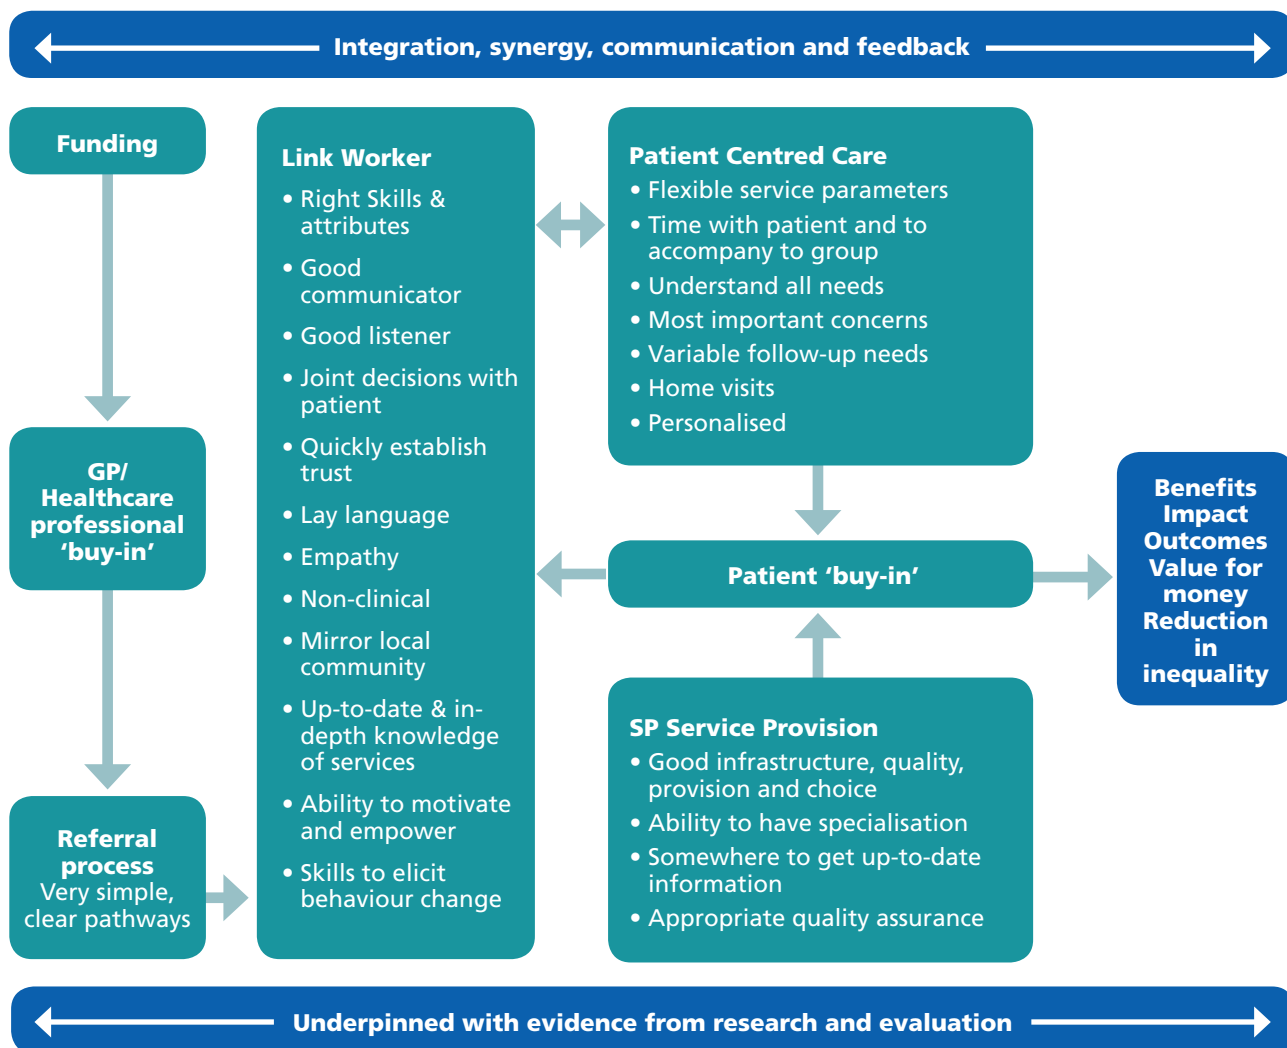 Integration, synergy, communication and feedback
Funding
GP/
Healthcare
professional
‘buy-in’
Referral
process
Very simple,
clear pathways
Link Worker
• Right Skills &
attributes
• Good
communicator
• Good listener
• Joint decisions with
patient
• Quickly establish
trust
• Lay language
• Empathy
• Non-clinical
• Mirror local
community
• Up-to-date & in-
depth knowledge
of services
• Ability to motivate
and empower
• Skills to elicit
behaviour change
Patient Centred Care
• Flexible service parameters
• Time with patient and to
accompany to group
• Understand all needs
• Most important concerns
• Variable follow-up needs
• Home visits
• Personalised
Patient ‘buy-in’
SP Service Provision
• Good infrastructure, quality,
provision and choice
• Ability to have specialisation
• Somewhere to get up-to-date
information
• Appropriate quality assurance
Benefits
Impact
Outcomes
Value for
money
Reduction
in
inequality
Underpinned with evidence from research and evaluation